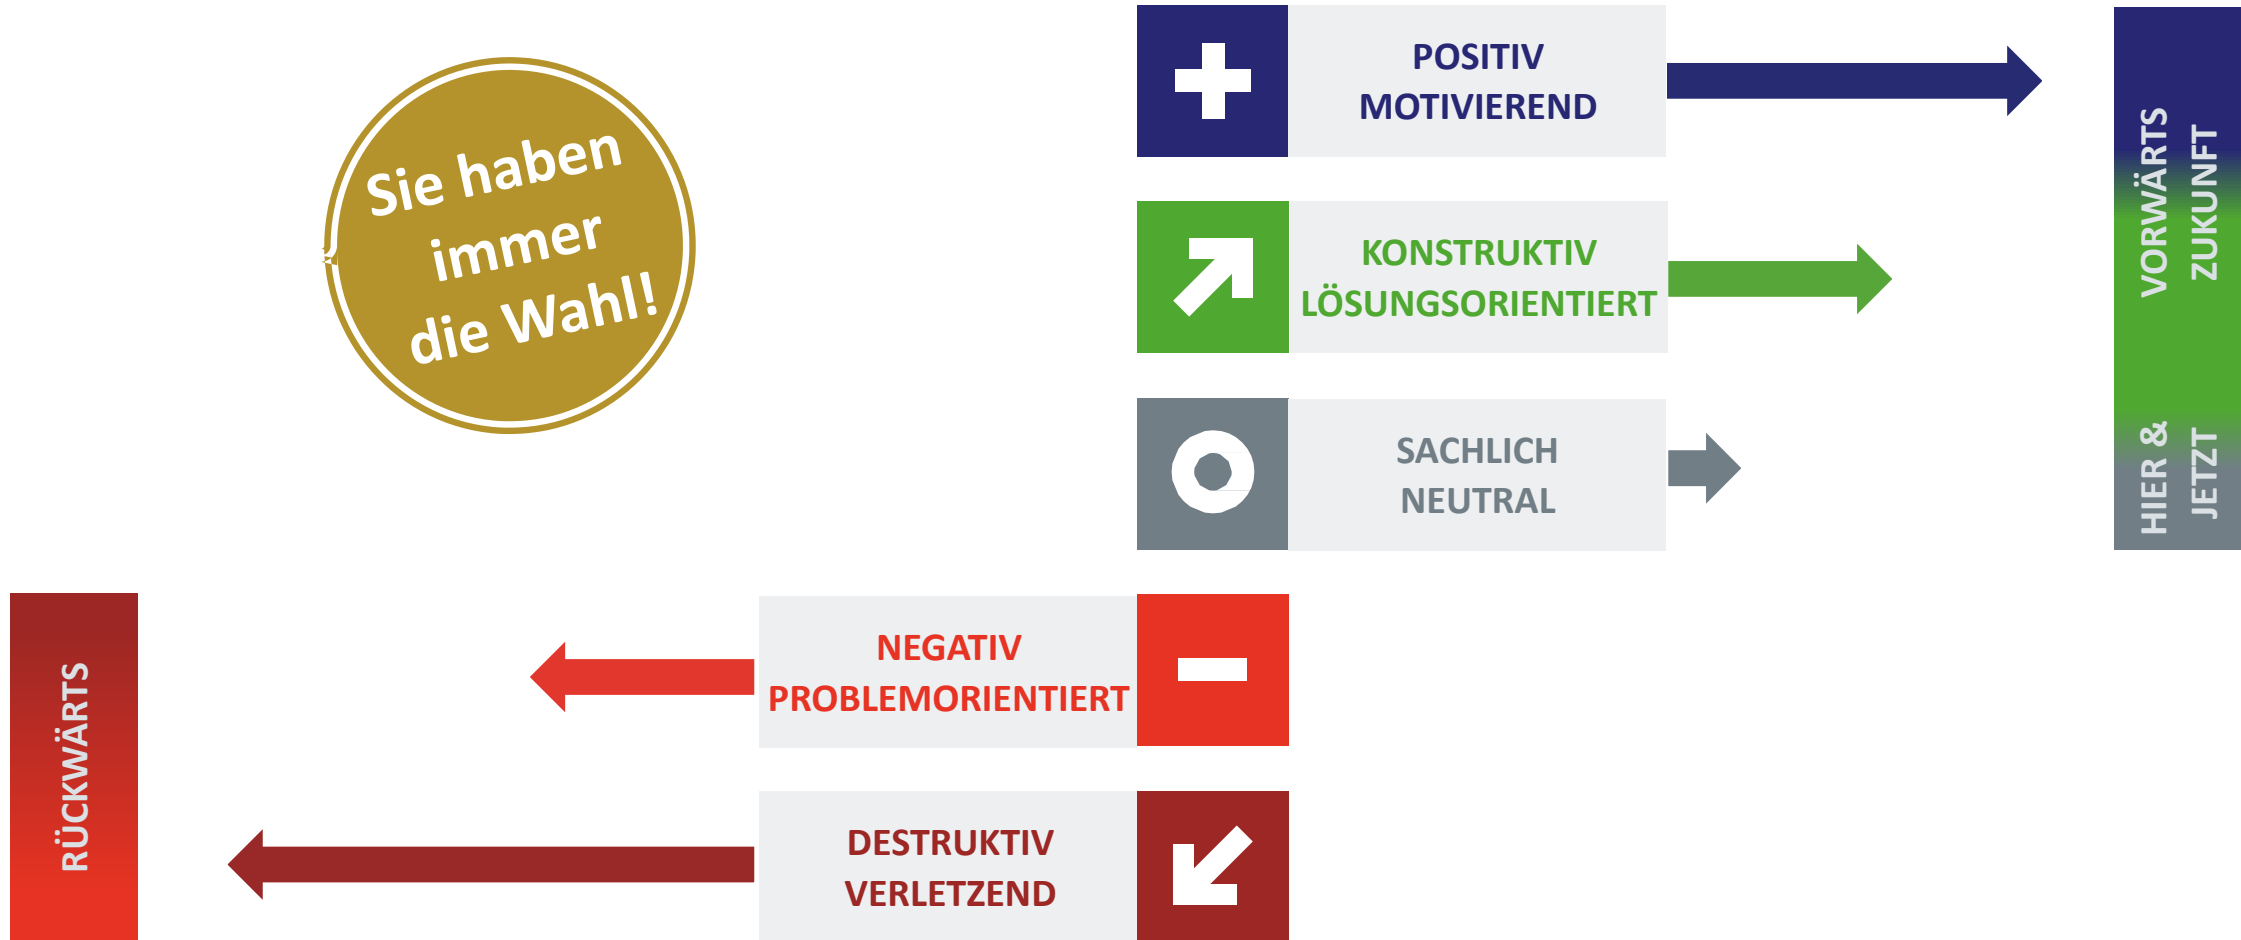 Sie haben
immer
die Wahl!
POSITIV
MOTIVIEREND
KONSTRUKTIV
LÖSUNGSORIENTIERT
SACHLICH
NEUTRAL
VORWÄRTS
ZUKUNFT
HIER &
JETZT
NEGATIV
PROBLEMORIENTIERT
DESTRUKTIV
VERLETZEND
RÜCKWÄRTS